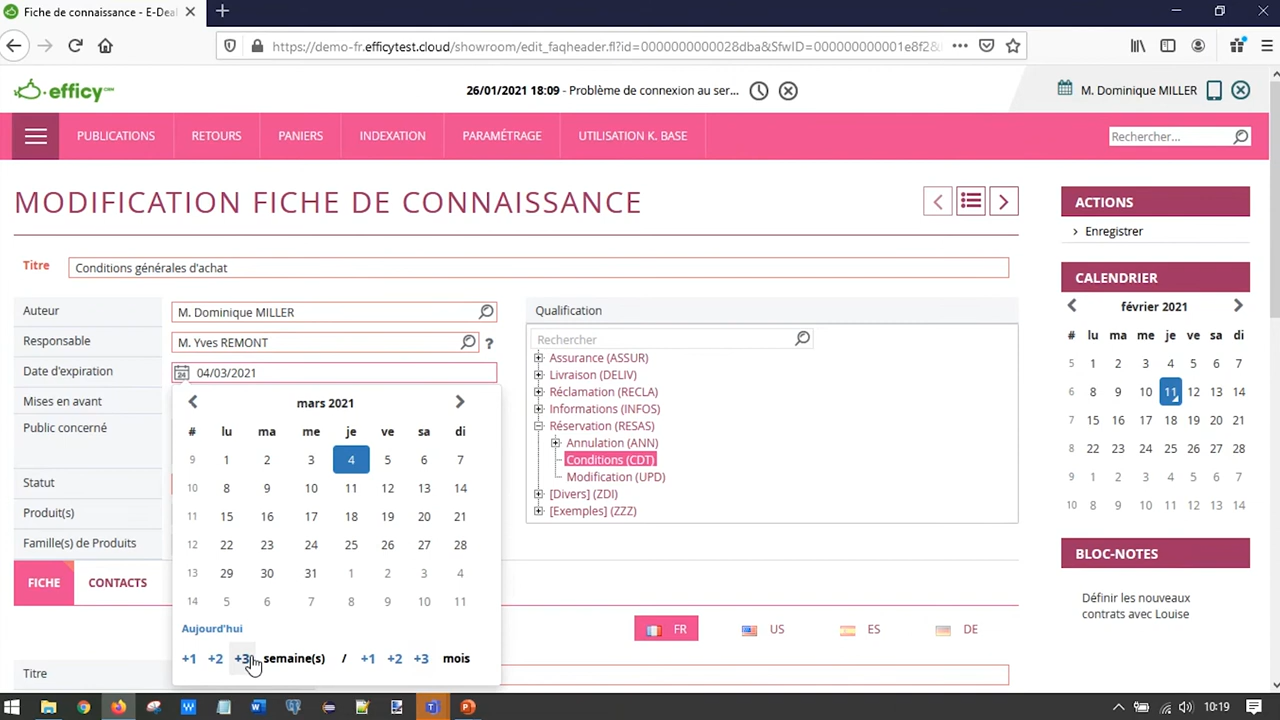 Fiche de connaissance - E-Deal
https://demo-fr.efficytest.cloud/showroom/edit_faqheader.fl?id=0000000000028dba&SfwID=000000000001e8f2&
efficy CRM
26/01/2021 18:09 - Problème de connexion au ser...
M. Dominique MILLER
PUBLICATIONS RETOURS PANIERS INDEXATION PARAMÉTRAGE UTILISATION K. BASE
Rechercher...
MODIFICATION FICHE DE CONNAISSANCE
Titre Conditions générales d'achat
Auteur M. Dominique MILLER
Responsable M. Yves REMONT ?
Date d'expiration 04/03/2021
Mises en avant
Public concerné
Statut
Produit(s)
Famille(s) de Produits
mars 2021
# lu ma me je ve sa di
9 1 2 3 4 5 6 7
10 8 9 10 11 12 13 14
11 15 16 17 18 19 20 21
12 22 23 24 25 26 27 28
13 29 30 31 1 2 3 4
14 5 6 7 8 9 10 11
Aujourd'hui
+1 +2 +3 semaine(s) / +1 +2 +3 mois
Qualification
Rechercher
Assurance (ASSUR)
Livraison (DELIV)
Réclamation (RECLA)
Informations (INFOS)
Réservation (RESAS)
Annulation (ANN)
Conditions (CDT)
Modification (UPD)
[Divers] (ZDI)
[Exemples] (ZZZ)
FICHE CONTACTS
FR US ES DE
Titre
ACTIONS
Enregistrer
CALENDRIER
février 2021
# lu ma me je ve sa di
5 1 2 3 4 5 6 7
6 8 9 10 11 12 13 14
7 15 16 17 18 19 20 21
8 22 23 24 25 26 27 28
9 1 2 3 4 5 6 7
10 8 9 10 11 12 13 14
BLOC-NOTES
Définir les nouveaux
contrats avec Louise
10:19